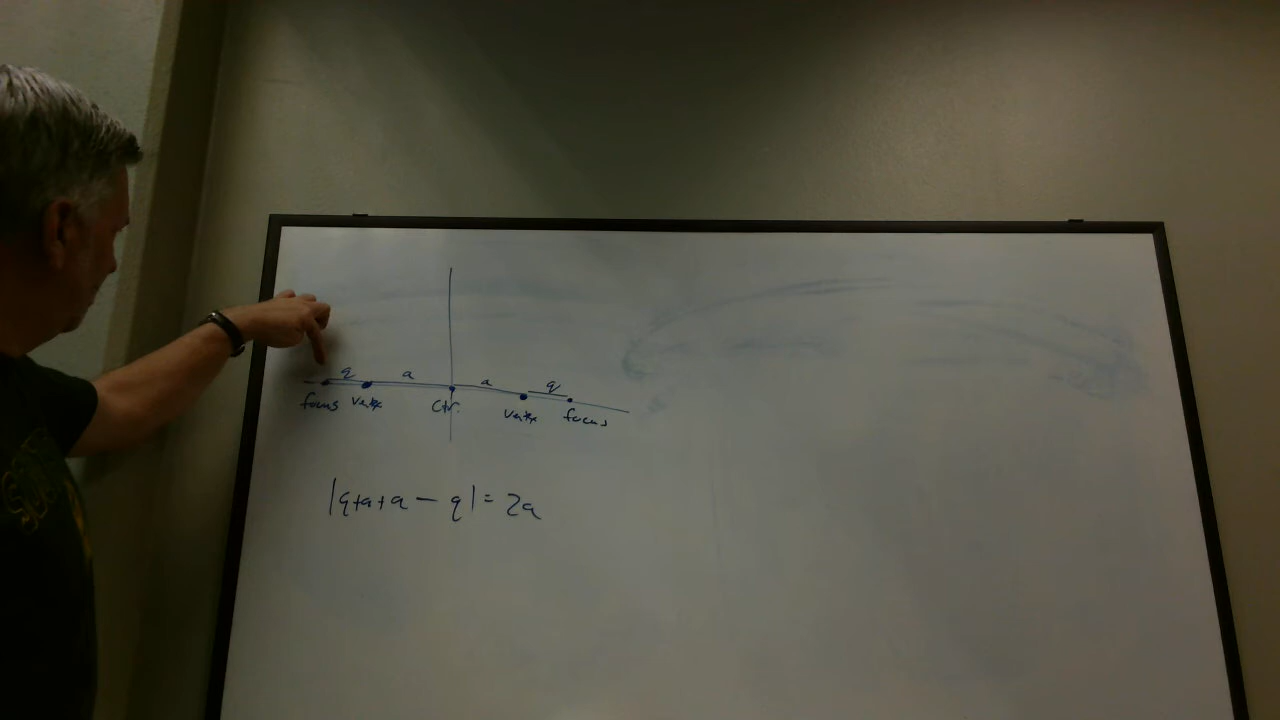 q a a q
focus vertex Ctr. vertex focus
|q+a+a - q| = 2a